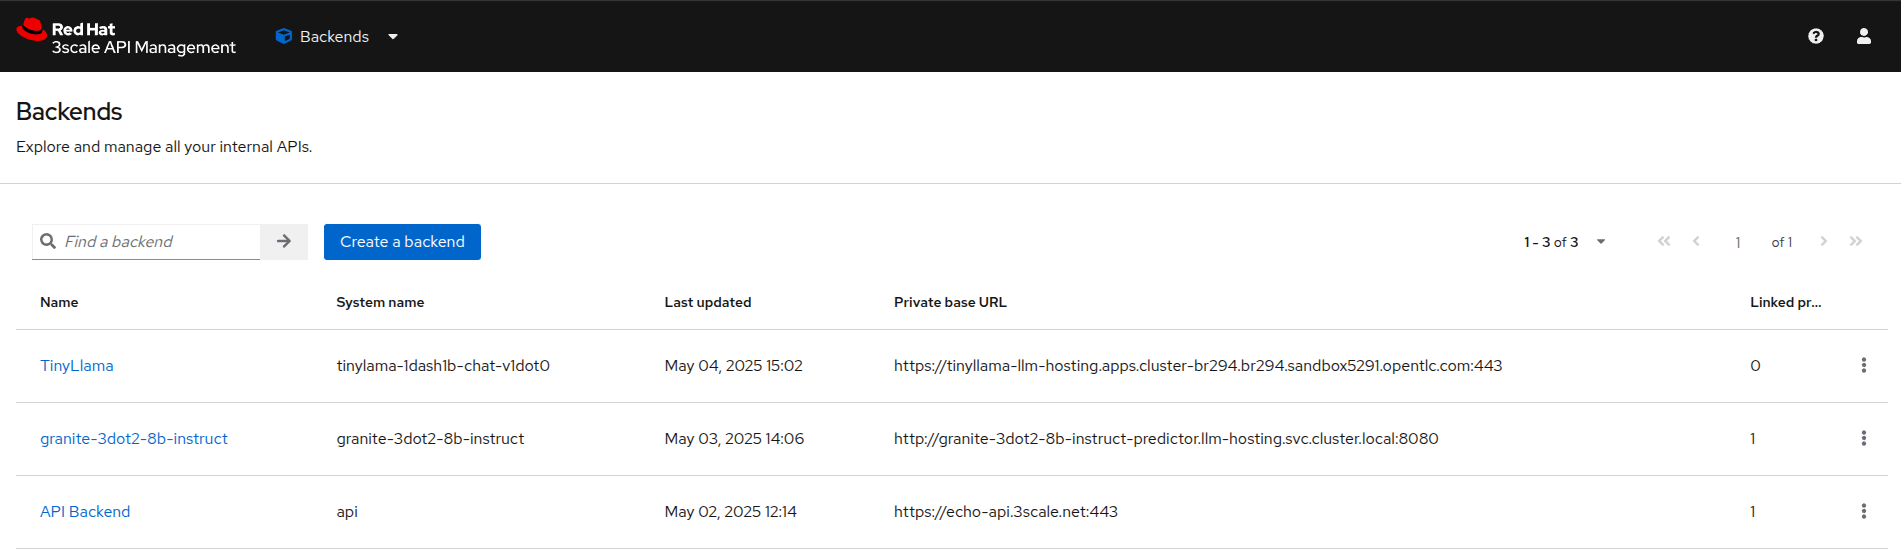 Red Hat
3scale API Management
Backends
Backends
Explore and manage all your internal APIs.
Find a backend
Create a backend
1 - 3 of 3
1 of 1
Name System name Last updated Private base URL Linked pr...
TinyLlama tinylama-1dash1b-chat-v1dot0 May 04, 2025 15:02 https://tinyllama-llm-hosting.apps.cluster-br294.br294.sandbox5291.opentlc.com:443 0
granite-3dot2-8b-instruct granite-3dot2-8b-instruct May 03, 2025 14:06 http://granite-3dot2-8b-instruct-predictor.llm-hosting.svc.cluster.local:8080 1
API Backend api May 02, 2025 12:14 https://echo-api.3scale.net:443 1